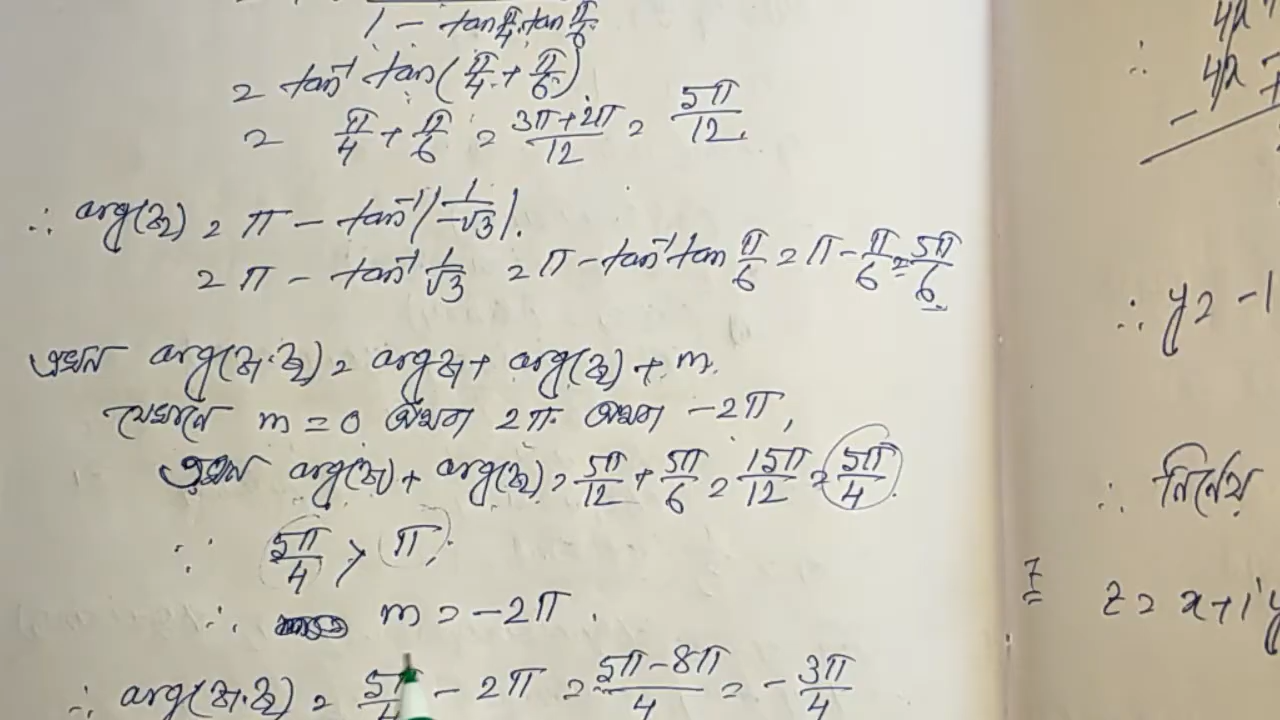 1 - tan π/4 tan π/6
= tan⁻¹ tan(π/4 + π/6)
= π/4 + π/6 = (3π+2π)/12 = 5π/12
∴ arg(z₂) = π - tan⁻¹|1/-√3|.
= π - tan⁻¹ 1/√3 = π - tan⁻¹ tan π/6 = π - π/6 = 5π/6
এখন arg(z₁·z₂) = arg z₁ + arg(z₂) + m.
যেখানে m = 0 অথবা 2π অথবা -2π,
এখন arg(z₁) + arg(z₂) = 5π/12 + 5π/6 = 15π/12 = 5π/4.
∵ 5π/4 > π,
∴ m = -2π.
∴ arg(z₁·z₂) = 5π/4 - 2π = (5π-8π)/4 = -3π/4
∴ y = -1
∴ নির্ণেয়
7
z = x+iy